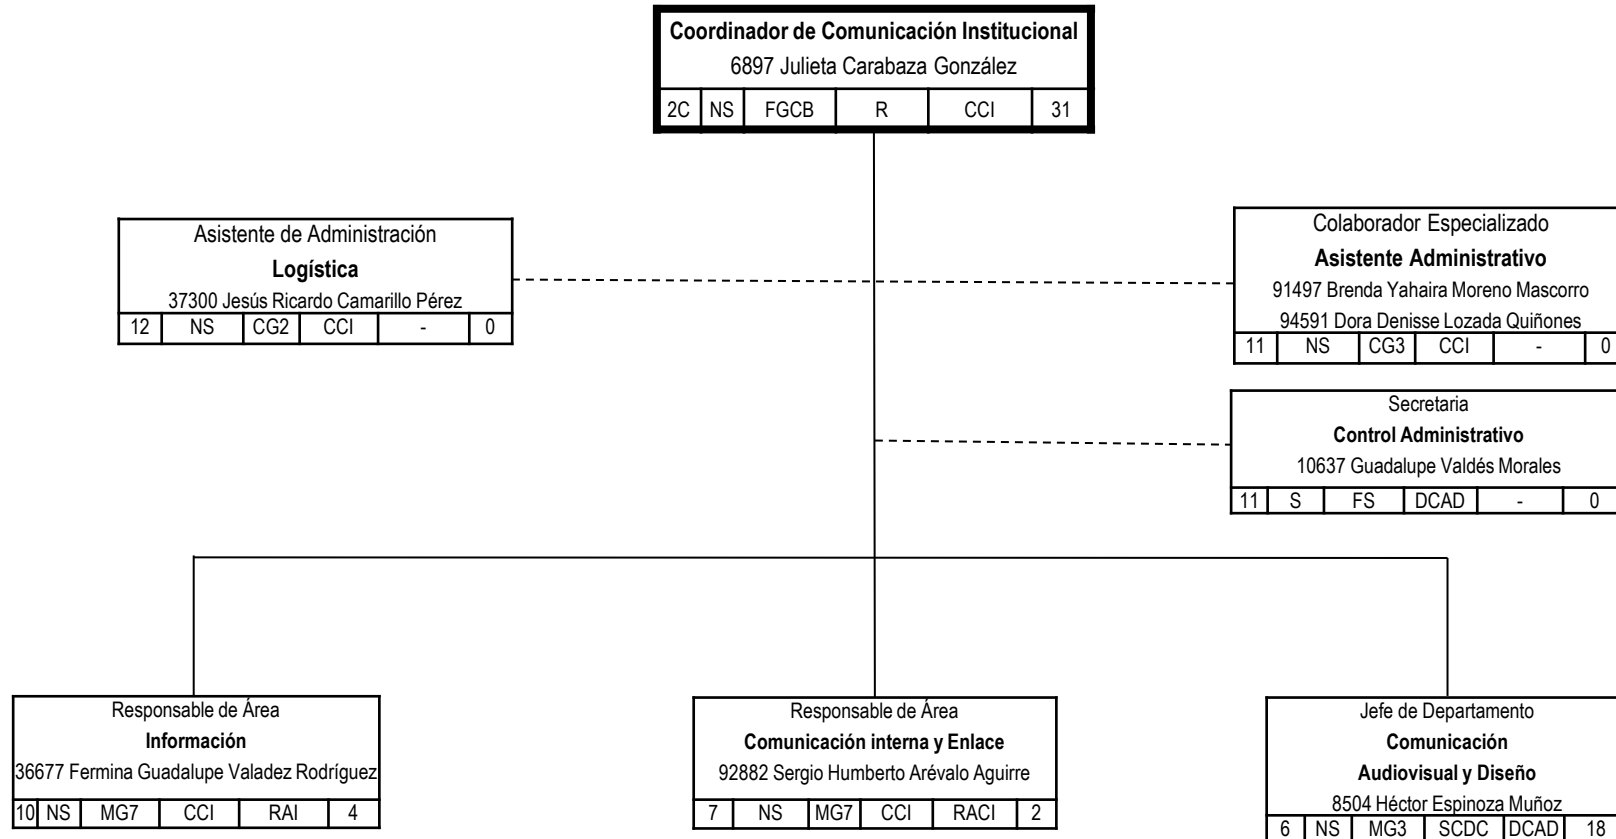 Coordinador de Comunicación Institucional
6897 Julieta Carabaza González
2C NS FGCB R CCI 31
Asistente de Administración
Logística
37300 Jesús Ricardo Camarillo Pérez
12 NS CG2 CCI - 0
Colaborador Especializado
Asistente Administrativo
91497 Brenda Yahaira Moreno Mascorro
94591 Dora Denisse Lozada Quiñones
11 NS CG3 CCI - 0
Secretaria
Control Administrativo
10637 Guadalupe Valdés Morales
11 S FS DCAD - 0
Responsable de Área
Información
36677 Fermina Guadalupe Valadez Rodríguez
10 NS MG7 CCI RAI 4
Responsable de Área
Comunicación interna y Enlace
92882 Sergio Humberto Arévalo Aguirre
7 NS MG7 CCI RACI 2
Jefe de Departamento
Comunicación
Audiovisual y Diseño
8504 Héctor Espinoza Muñoz
6 NS MG3 SCDC DCAD 18